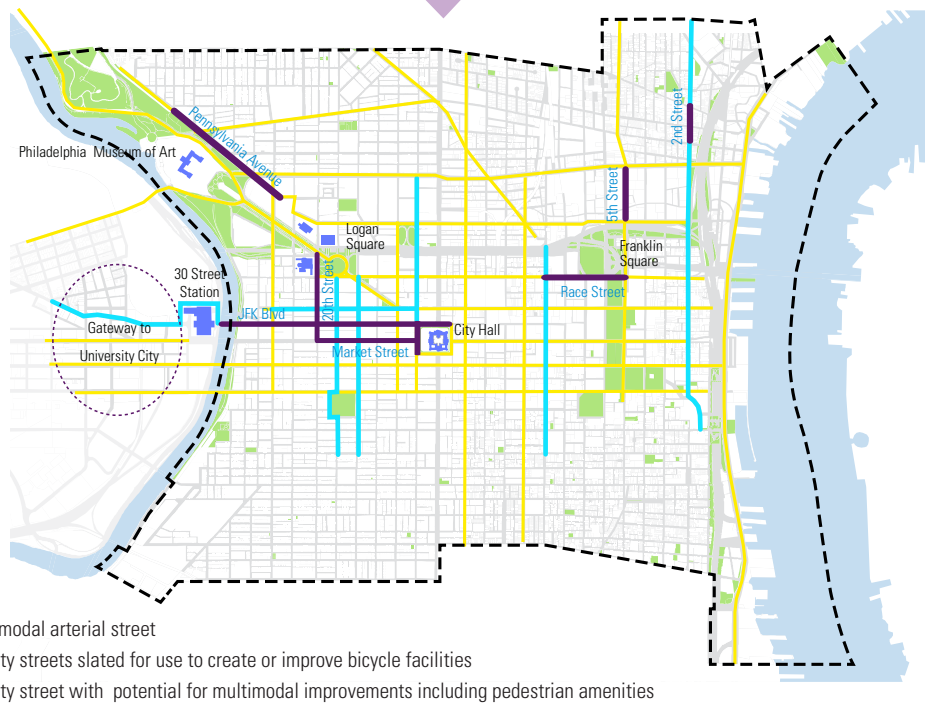 2nd Street
Pennsylvania Avenue
Philadelphia Museum of Art
5th Street
Logan
Square
Franklin
Square
30 Street
Station
20th Street
Race Street
JFK Blvd
Gateway to
University City
City Hall
Market Street
modal arterial street
ty streets slated for use to create or improve bicycle facilities
ty street with potential for multimodal improvements including pedestrian amenities